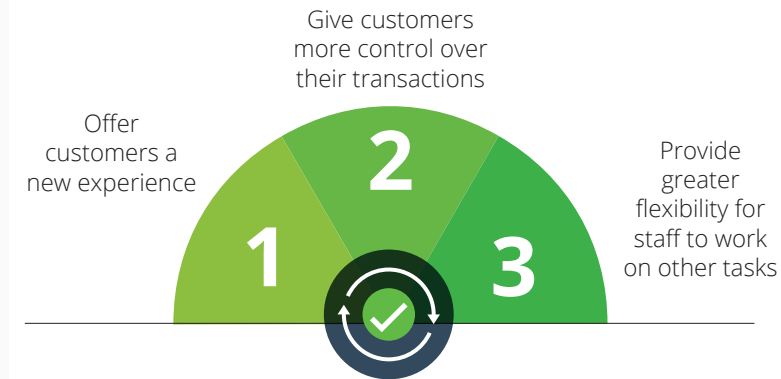 Offer
customers a
new experience
1
Give customers
more control over
their transactions
2
Provide
greater
flexibility for
staff to work
on other tasks
3